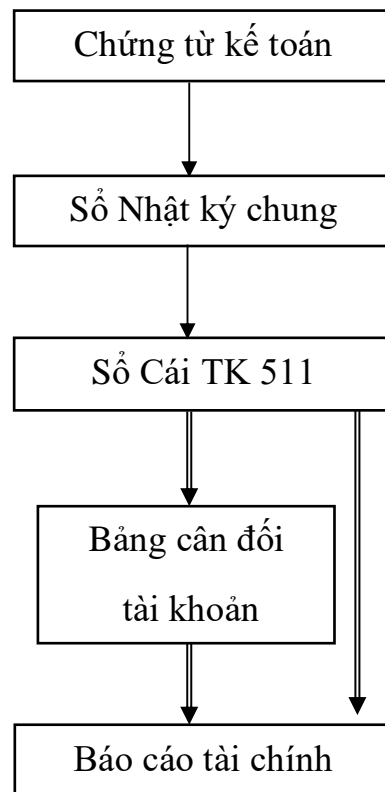 Chứng từ kế toán
Sổ Nhật ký chung
Sổ Cái TK 511
Bảng cân đối
tài khoản
Báo cáo tài chính